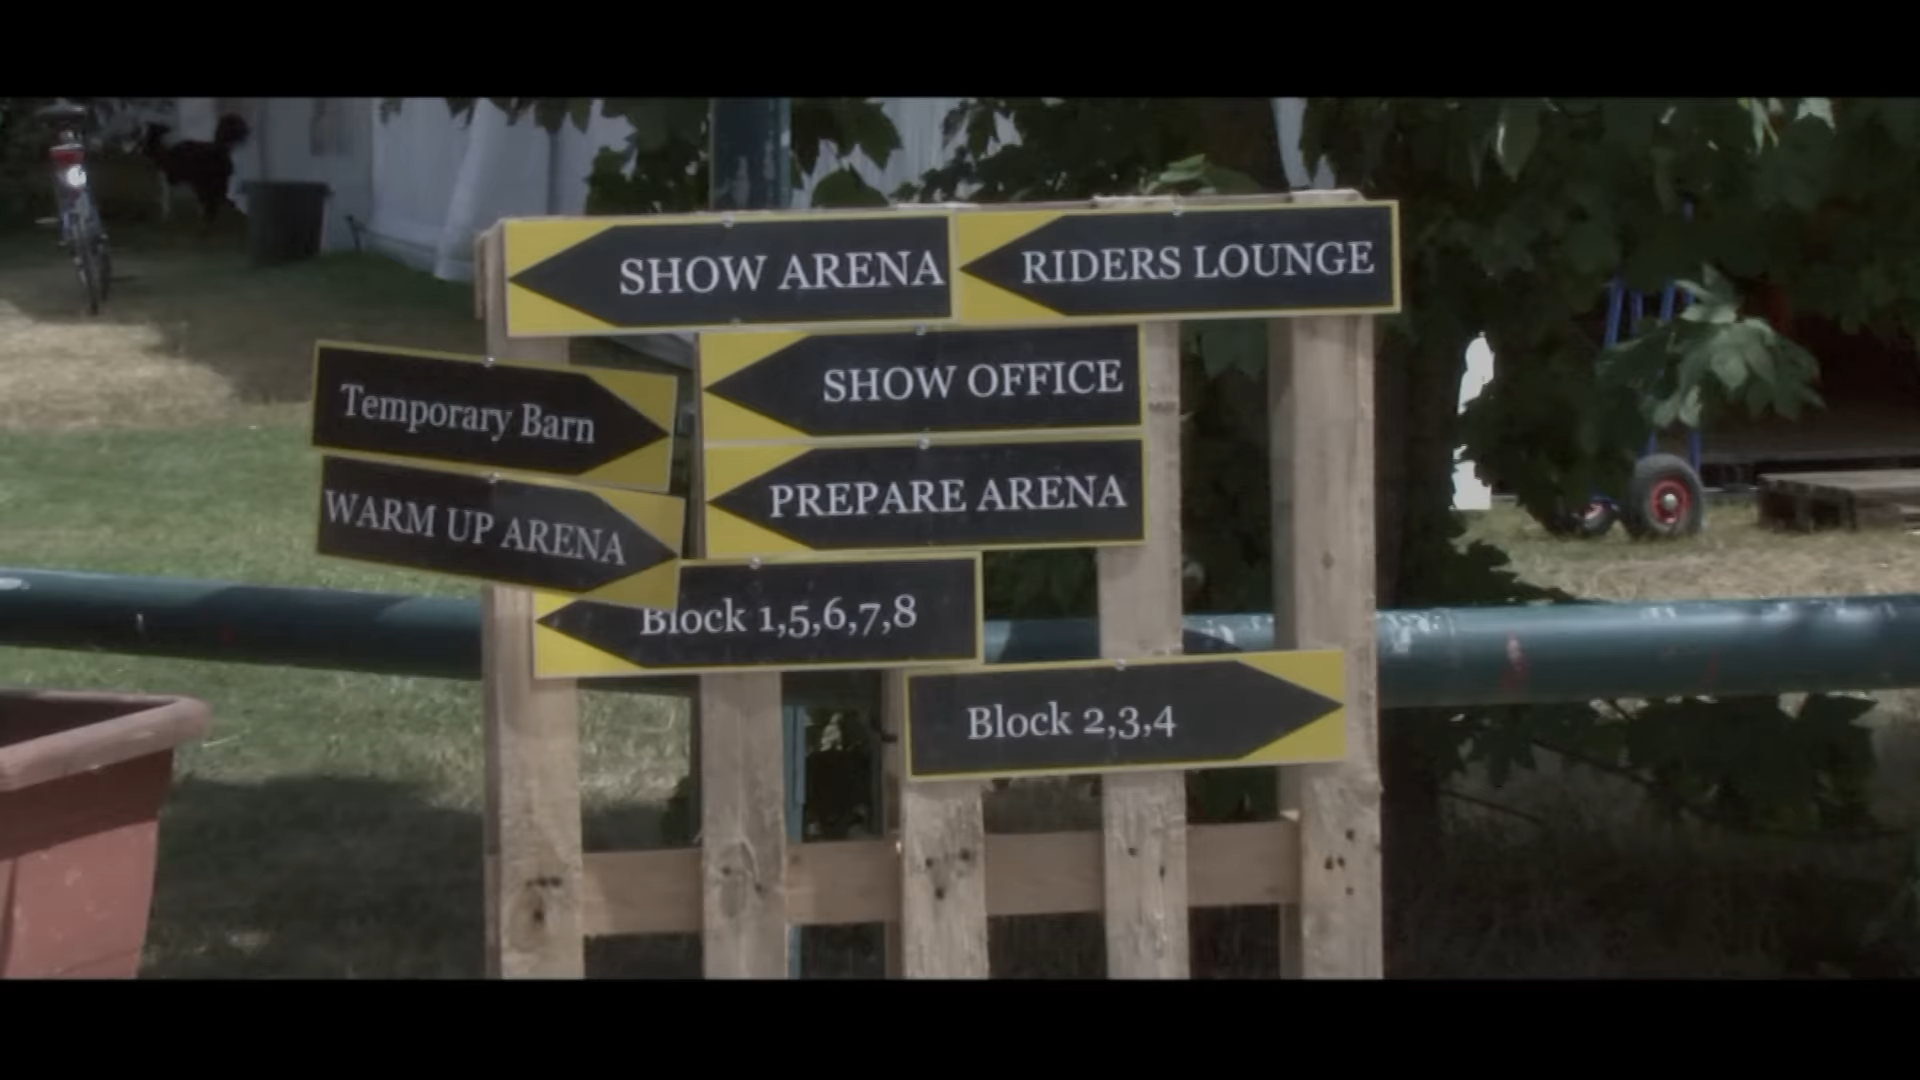 SHOW ARENA
RIDERS LOUNGE
Temporary Barn
SHOW OFFICE
WARM UP ARENA
PREPARE ARENA
Block 1,5,6,7,8
Block 2,3,4